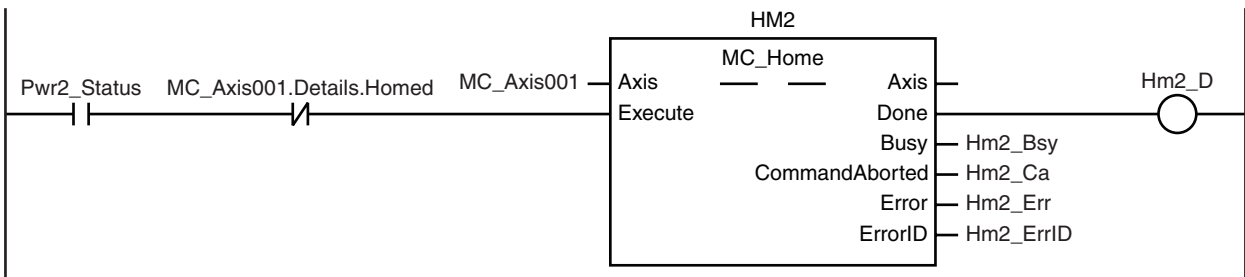 HM2
MC_Home
Pwr2_Status MC_Axis001.Details.Homed MC_Axis001 Axis Axis Hm2_D
Execute Done
Busy Hm2_Bsy
CommandAborted Hm2_Ca
Error Hm2_Err
ErrorID Hm2_ErrID